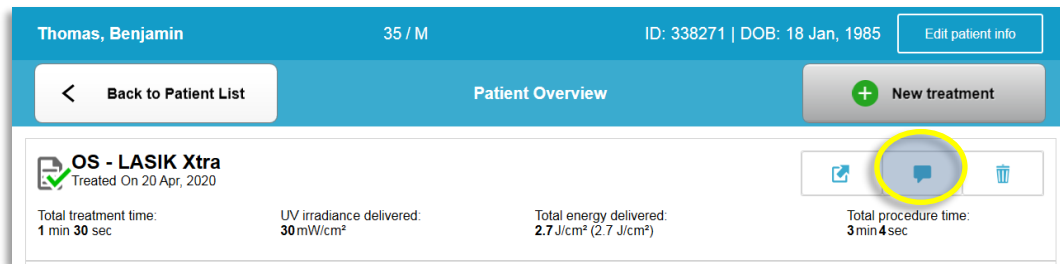 Thomas, Benjamin 35 / M ID: 338271 | DOB: 18 Jan, 1985 Edit patient info
Back to Patient List Patient Overview New treatment
OS - LASIK Xtra
Treated On 20 Apr, 2020
Total treatment time: UV irradiance delivered: Total energy delivered: Total procedure time:
1 min 30 sec 30 mW/cm² 2.7 J/cm² (2.7 J/cm²) 3 min 4 sec